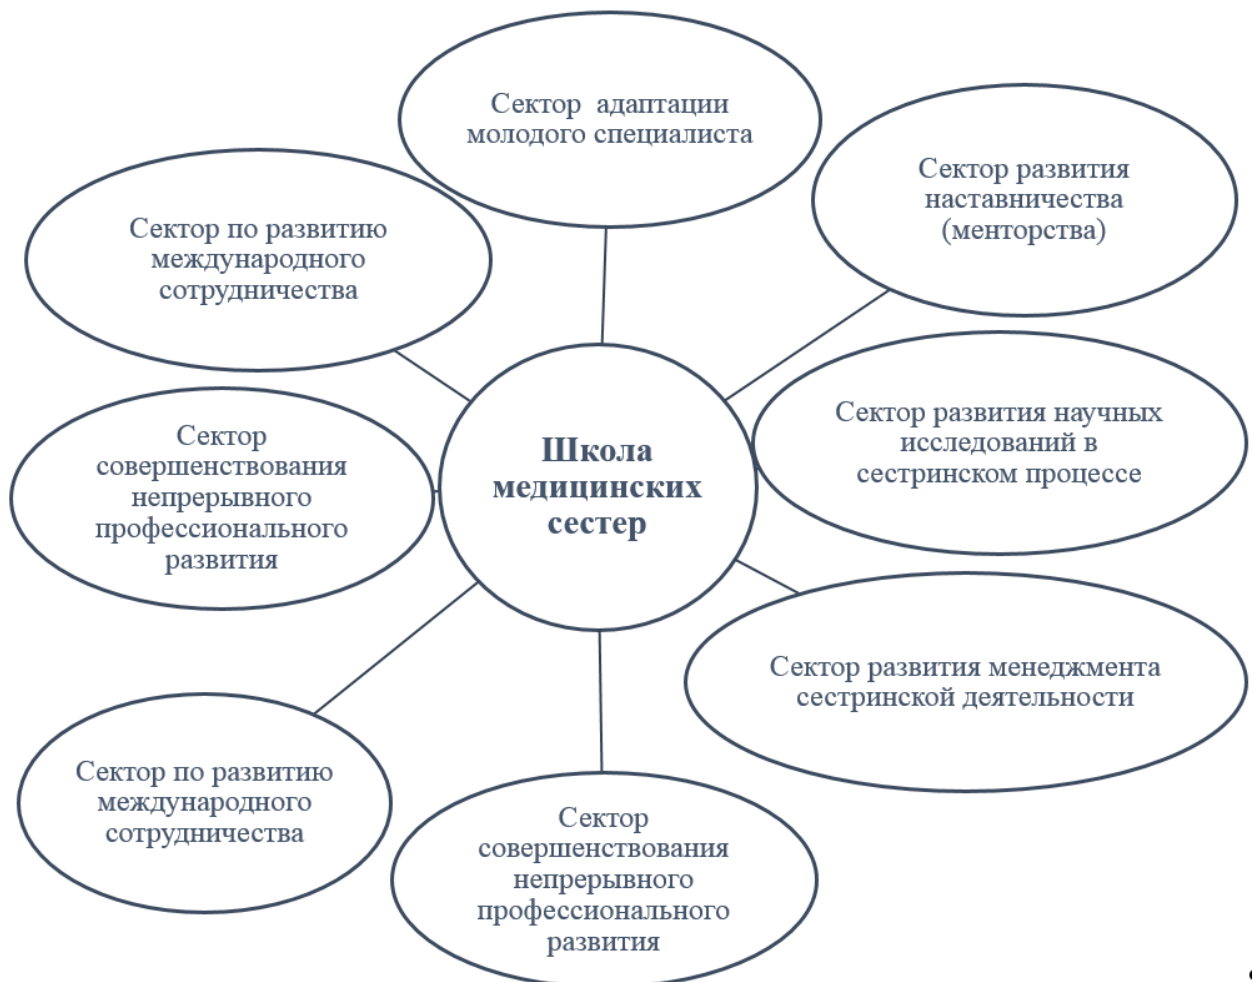 Сектор адаптации
молодого специалиста
Сектор развития
наставничества
(менторства)
Сектор по развитию
международного
сотрудничества
Сектор развития научных
исследований в
сестринском процессе
Сектор
совершенствования
непрерывного
профессионального
развития
Школа
медицинских
сестер
Сектор развития менеджмента
сестринской деятельности
Сектор по развитию
международного
сотрудничества
Сектор
совершенствования
непрерывного
профессионального
развития